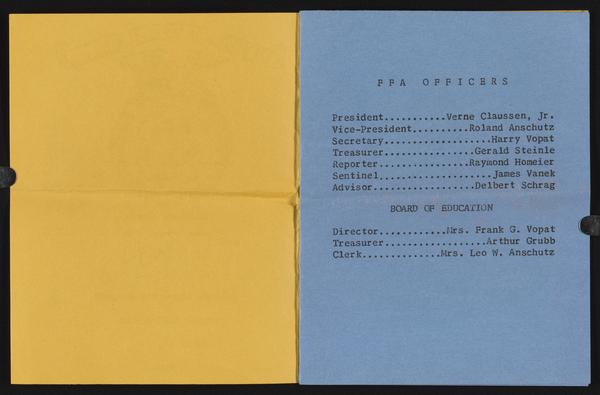 FFA OFFICERS
President...........Verne Claussen, Jr.
Vice-President..........Roland Anschutz
Secretary...................Harry Vopat
Treasurer................Gerald Steinle
Reporter................Raymond Homeier
Sentinel....................James Vanek
Advisor..................Delbert Schrag
BOARD OF EDUCATION
Director............Mrs. Frank G. Vopat
Treasurer..................Arthur Grubb
Clerk..............Mrs. Leo W. Anschutz